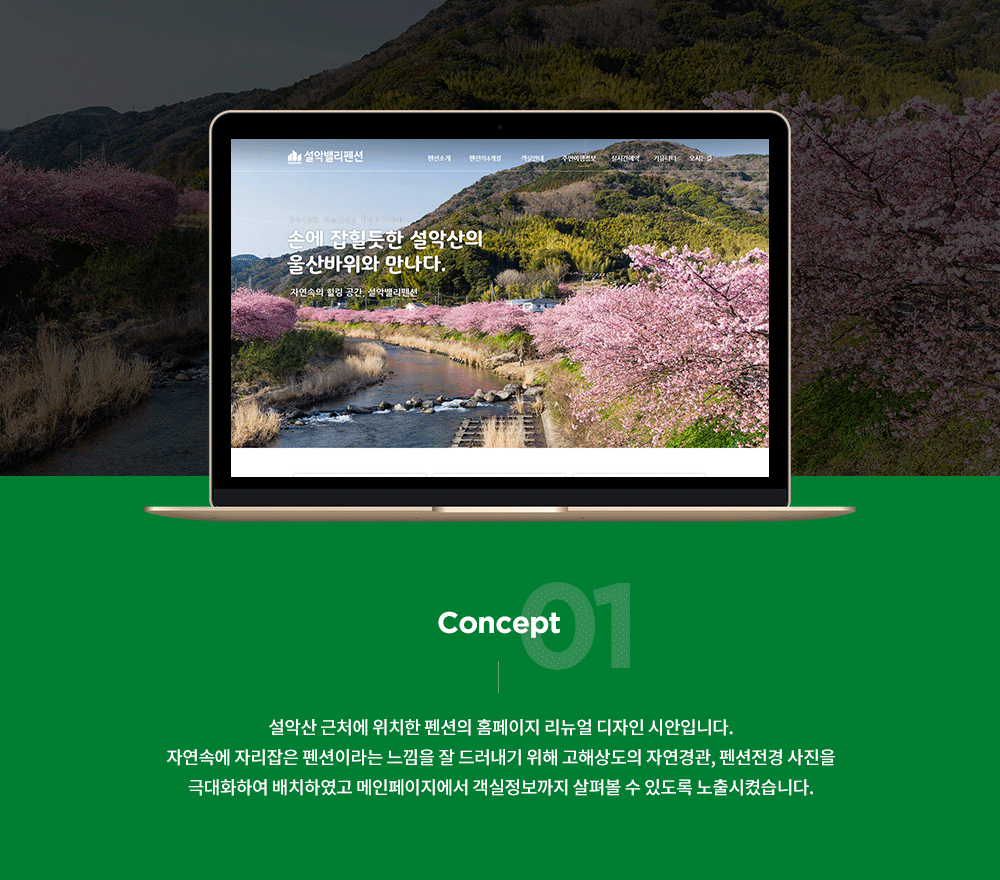 설악밸리펜션
펜션소개 펜션의4계절 객실안내 주변여행정보 실시간예약 커뮤니티 오시는길
Solak Valley Pension
손에 잡힐듯한 설악산의
울산바위와 만나다.
자연속의 힐링 공간, 설악밸리펜션
01
Concept
설악산 근처에 위치한 펜션의 홈페이지 리뉴얼 디자인 시안입니다.
자연속에 자리잡은 펜션이라는 느낌을 잘 드러내기 위해 고해상도의 자연경관, 펜션전경 사진을
극대화하여 배치하였고 메인페이지에서 객실정보까지 살펴볼 수 있도록 노출시켰습니다.